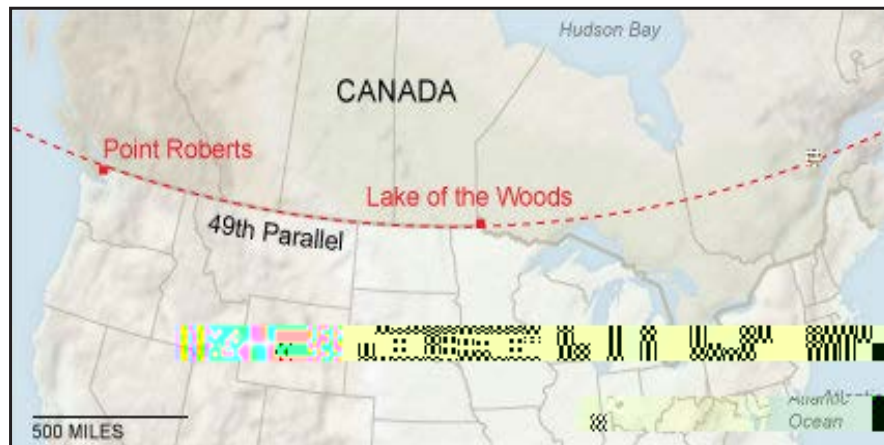 Hudson Bay
CANADA
Point Roberts
Lake of the Woods
49th Parallel
Ocean
500 MILES